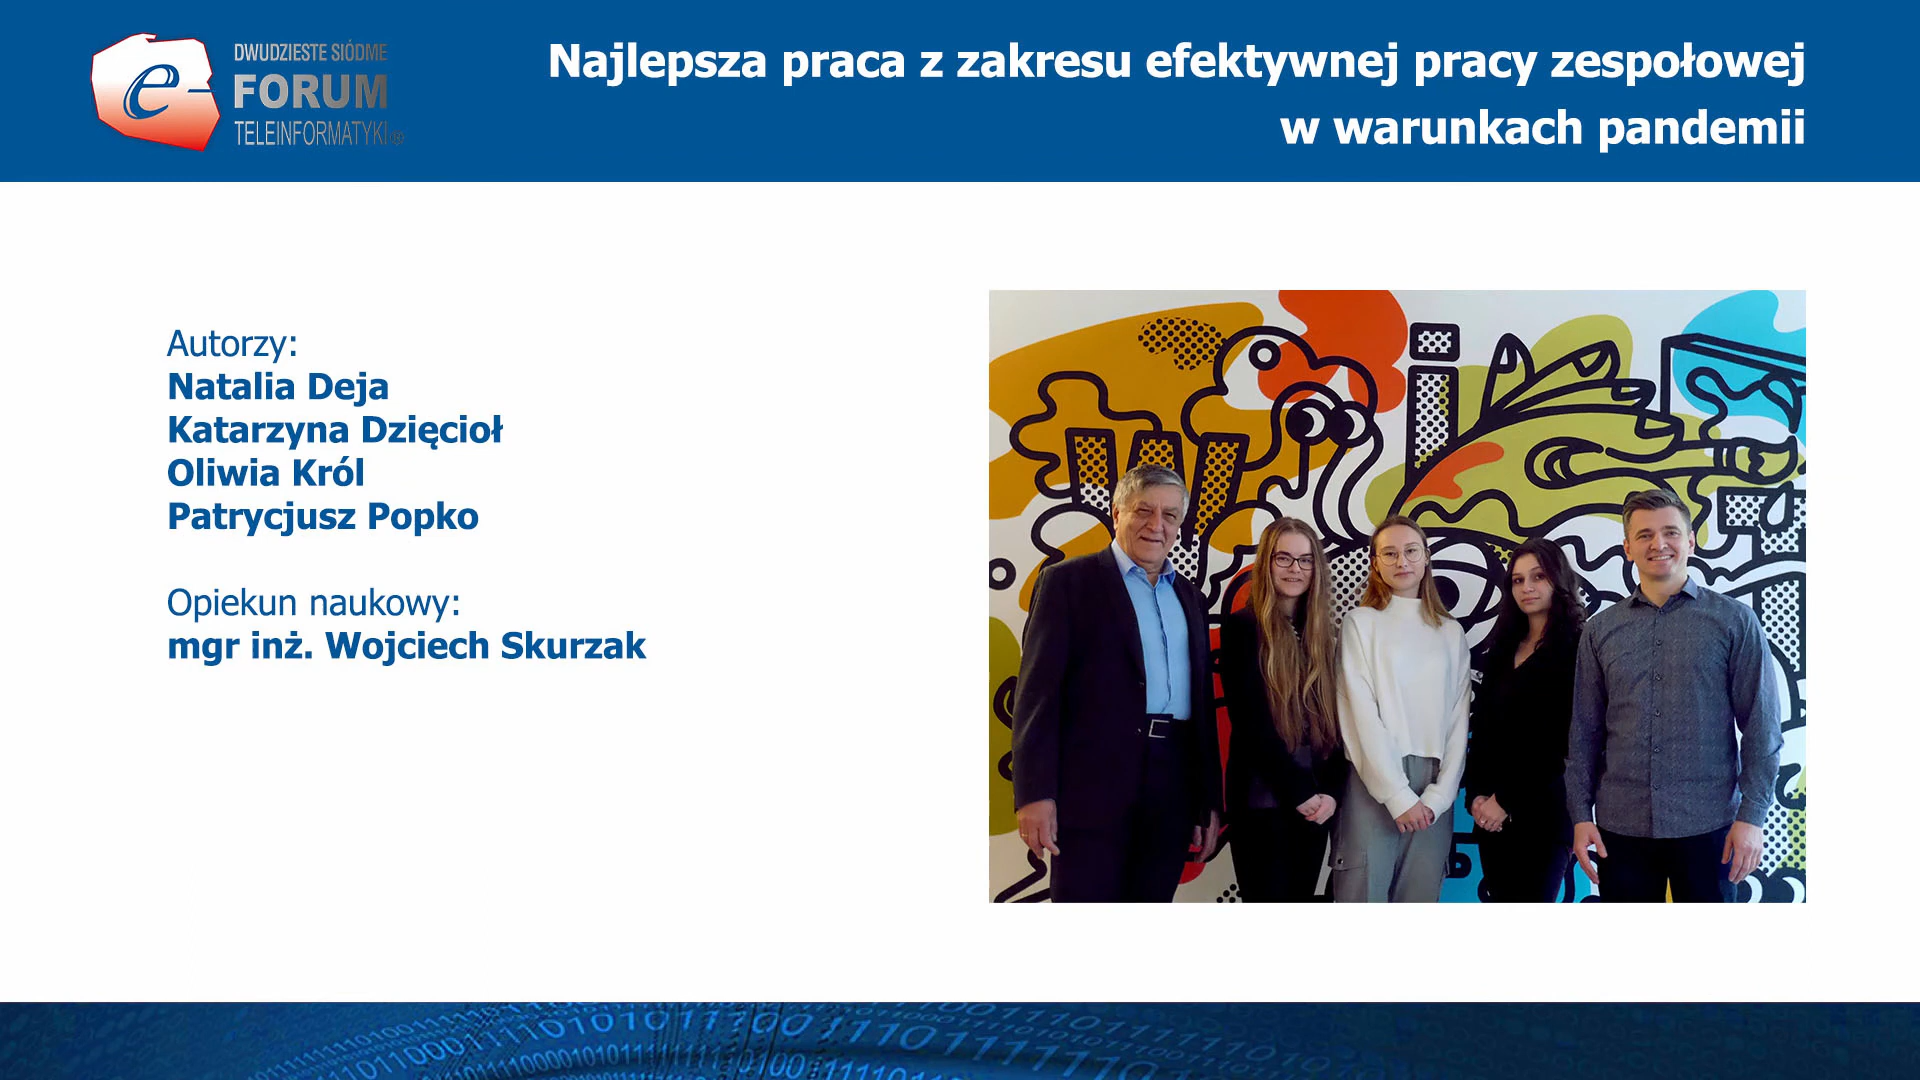 DWUDZIESTE SIÓDME
FORUM
TELEINFORMATYKI®
e-
Najlepsza praca z zakresu efektywnej pracy zespołowej
w warunkach pandemii
Autorzy:
Natalia Deja
Katarzyna Dzięcioł
Oliwia Król
Patrycjusz Popko
Opiekun naukowy:
mgr inż. Wojciech Skurzak